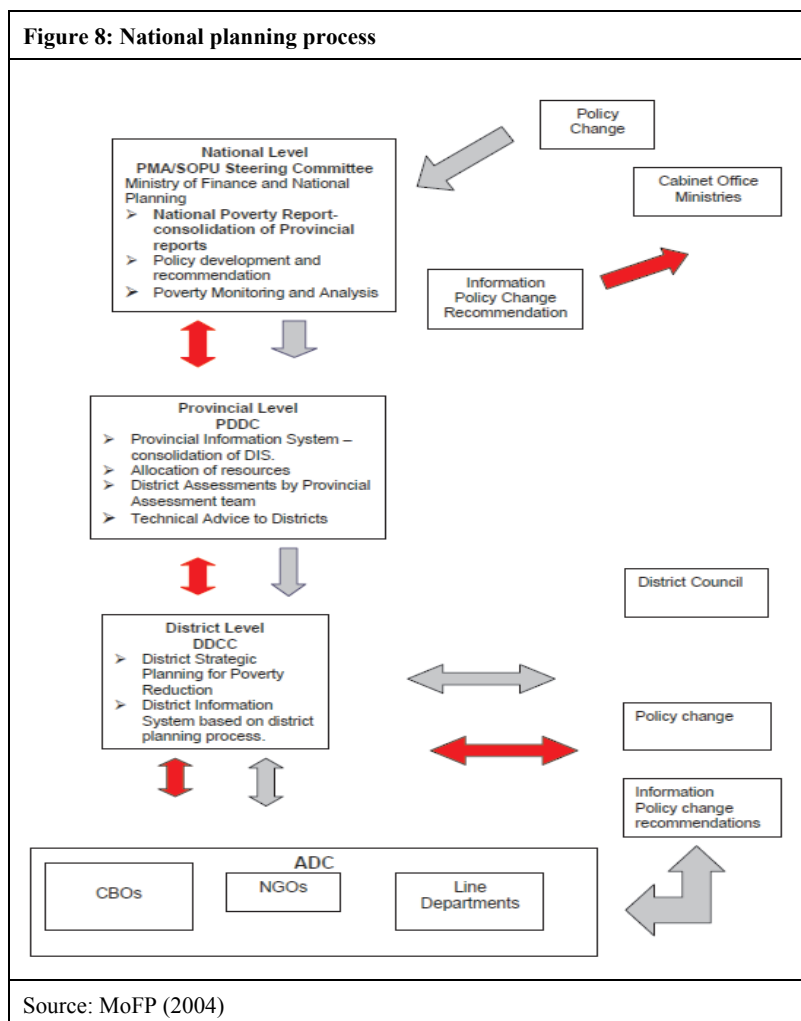 Figure 8: National planning process
Policy
Change
National Level
PMA/SOPU Steering Committee
Ministry of Finance and National
Planning
➢ National Poverty Report-
consolidation of Provincial
reports
➢ Policy development and
recommendation
➢ Poverty Monitoring and Analysis
Cabinet Office
Ministries
Information
Policy Change
Recommendation
Provincial Level
PDDC
➢ Provincial Information System –
consolidation of DIS.
➢ Allocation of resources
➢ District Assessments by Provincial
Assessment team
➢ Technical Advice to Districts
District Council
District Level
DDCC
➢ District Strategic
Planning for Poverty
Reduction
➢ District Information
System based on district
planning process.
Policy change
Information
Policy change
recommendations
ADC
CBOs
NGOs
Line
Departments
Source: MoFP (2004)